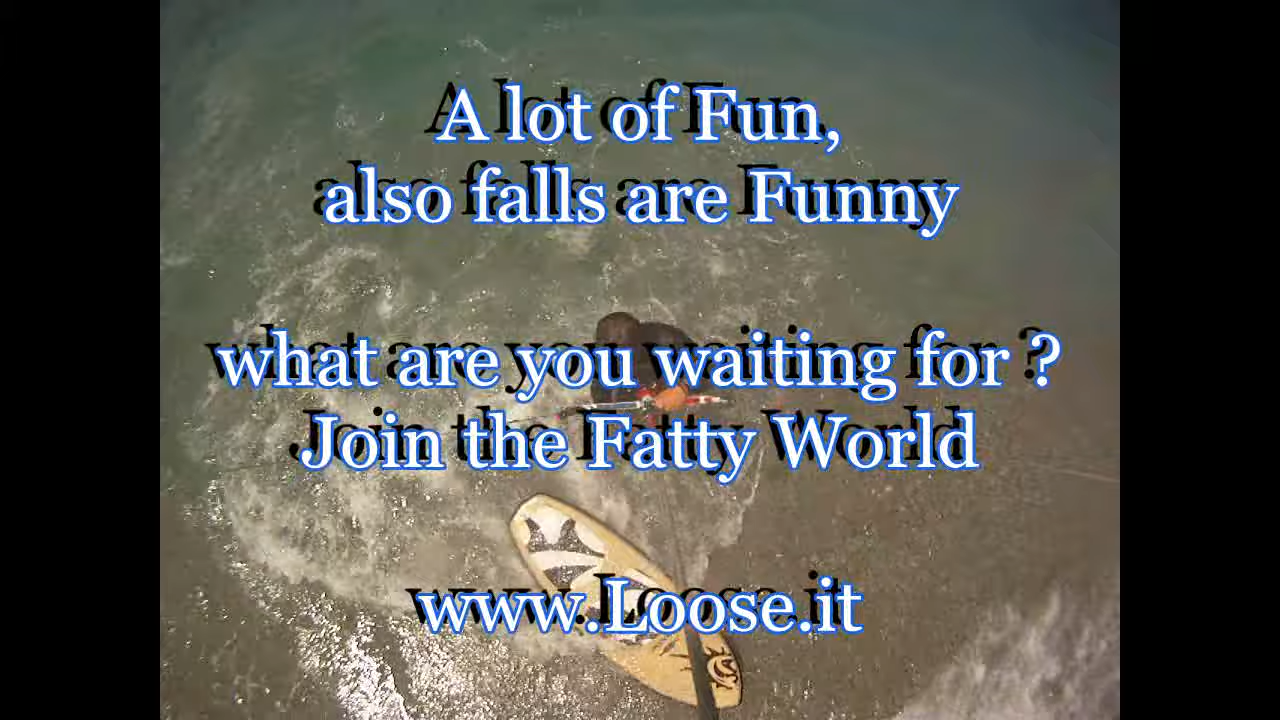 A lot of Fun,
also falls are Funny
what are you waiting for ?
Join the Fatty World
www.Loose.it